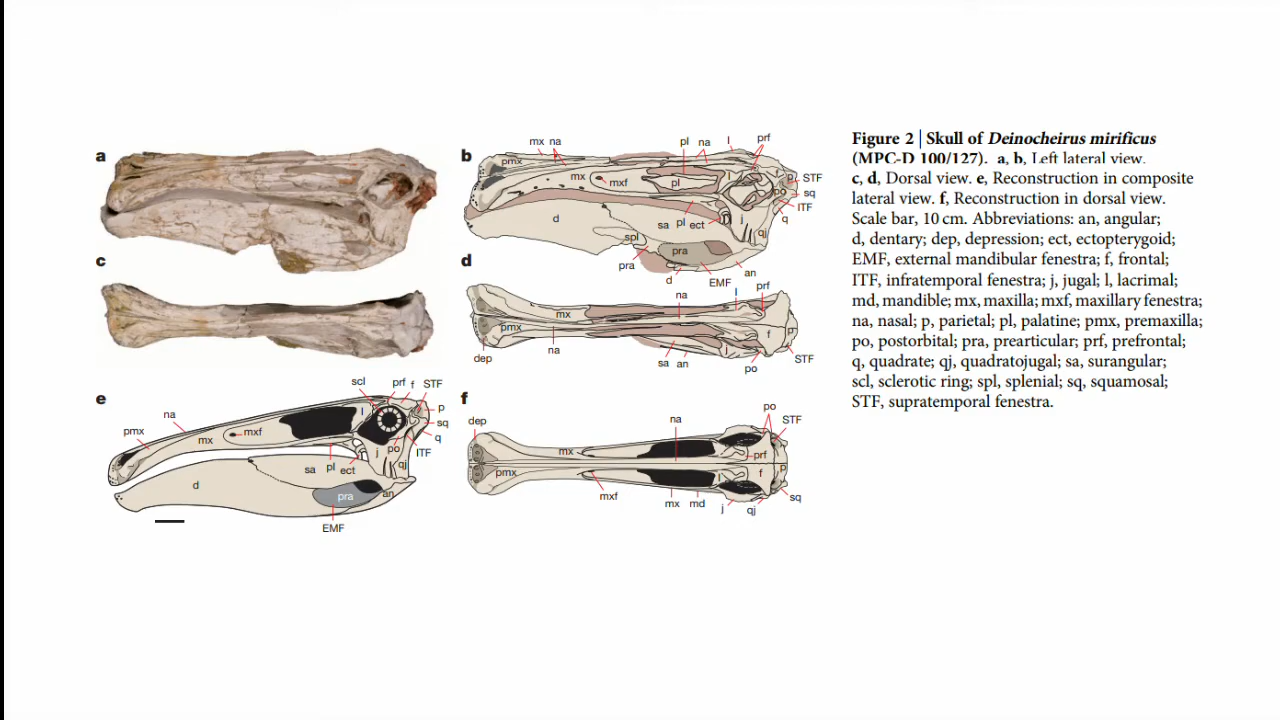 a
b
mx na
pl na
l
prf
pmx
mx
mxf
pl
l
f
p
STF
po
sq
ITF
q
d
sa pl ect
j
qj
spl
pra
pra
d
EMF
an
c
d
na
l
prf
mx
pmx
f
p
dep
na
sa an
po
STF
e
scl
prf f STF
na
l
p
pmx
mx
mxf
sq
q
j
po
ITF
sa pl ect
qj
d
pra
an
EMF
f
dep
na
po
STF
mx
l
prf
pmx
f
p
mxf
mx md
j
qj
sq
Figure 2 | Skull of Deinocheirus mirificus
(MPC-D 100/127). a, b, Left lateral view.
c, d, Dorsal view. e, Reconstruction in composite
lateral view. f, Reconstruction in dorsal view.
Scale bar, 10 cm. Abbreviations: an, angular;
d, dentary; dep, depression; ect, ectopterygoid;
EMF, external mandibular fenestra; f, frontal;
ITF, infratemporal fenestra; j, jugal; l, lacrimal;
md, mandible; mx, maxilla; mxf, maxillary fenestra;
na, nasal; p, parietal; pl, palatine; pmx, premaxilla;
po, postorbital; pra, prearticular; prf, prefrontal;
q, quadrate; qj, quadratojugal; sa, surangular;
scl, sclerotic ring; spl, splenial; sq, squamosal;
STF, supratemporal fenestra.